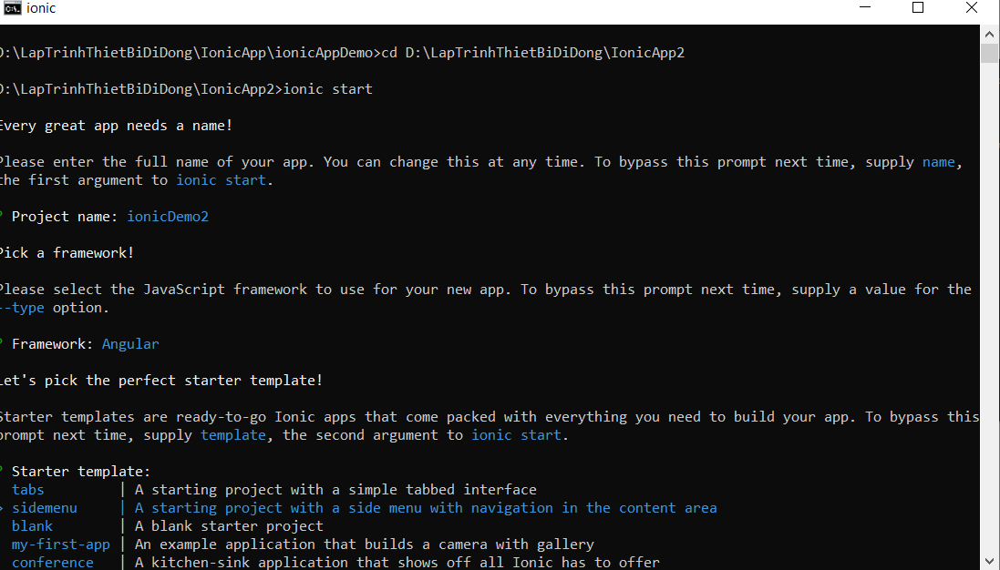 ionic
D:\LapTrinhThietBiDiDong\IonicApp\ionicAppDemo>cd D:\LapTrinhThietBiDiDong\IonicApp2
D:\LapTrinhThietBiDiDong\IonicApp2>ionic start
Every great app needs a name!
Please enter the full name of your app. You can change this at any time. To bypass this prompt next time, supply name,
the first argument to ionic start.
? Project name: ionicDemo2
Pick a framework!
Please select the JavaScript framework to use for your new app. To bypass this prompt next time, supply a value for the
--type option.
? Framework: Angular
Let's pick the perfect starter template!
Starter templates are ready-to-go Ionic apps that come packed with everything you need to build your app. To bypass this
prompt next time, supply template, the second argument to ionic start.
? Starter template:
tabs | A starting project with a simple tabbed interface
> sidemenu | A starting project with a side menu with navigation in the content area
blank | A blank starter project
my-first-app | An example application that builds a camera with gallery
conference | A kitchen-sink application that shows off all Ionic has to offer